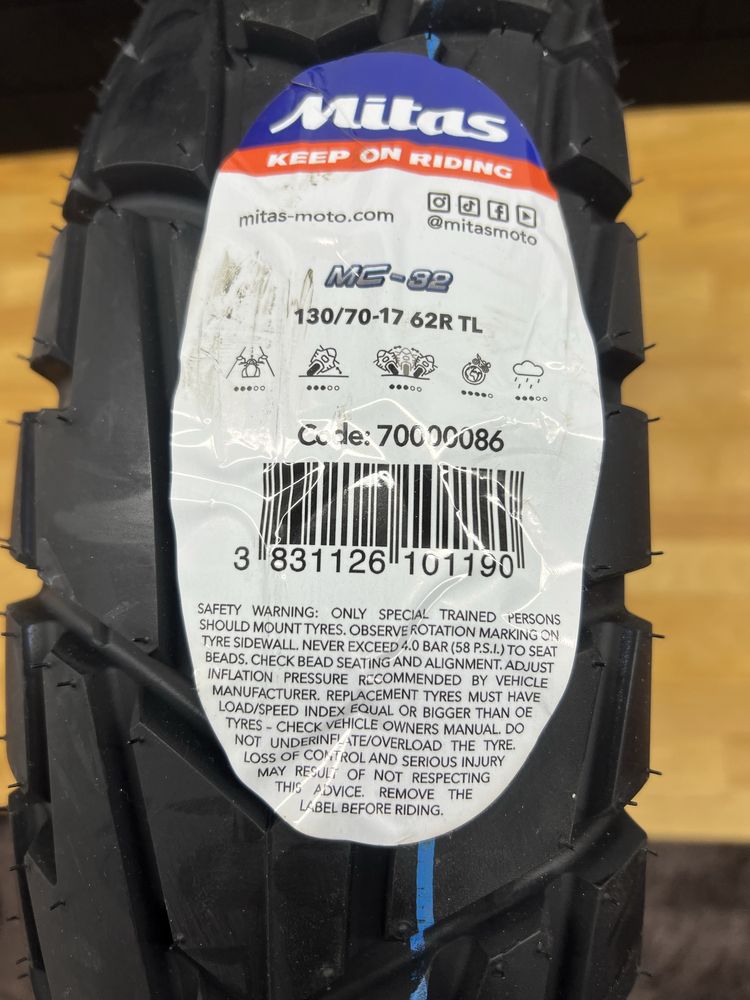 Mitas
KEEP ON RIDING
mitas-moto.com
@mitasmoto
MC-32
130/70-17 62R TL
Code: 70000086
3 831126 101190
SAFETY WARNING: ONLY SPECIAL TRAINED PERSONS
SHOULD MOUNT TYRES. OBSERVE ROTATION MARKING ON
TYRE SIDEWALL. NEVER EXCEED 4.0 BAR (58 P.S.I.) TO SEAT
BEADS. CHECK BEAD SEATING AND ALIGNMENT. ADJUST
INFLATION PRESSURE RECOMMENDED BY VEHICLE
MANUFACTURER. REPLACEMENT TYRES MUST HAVE
LOAD/SPEED INDEX EQUAL OR BIGGER THAN OE
TYRES - CHECK VEHICLE OWNERS MANUAL. DO
NOT UNDERINFLATE/OVERLOAD THE TYRE.
LOSS OF CONTROL AND SERIOUS INJURY
MAY RESULT OF NOT RESPECTING
THIS ADVICE. REMOVE THE
LABEL BEFORE RIDING.